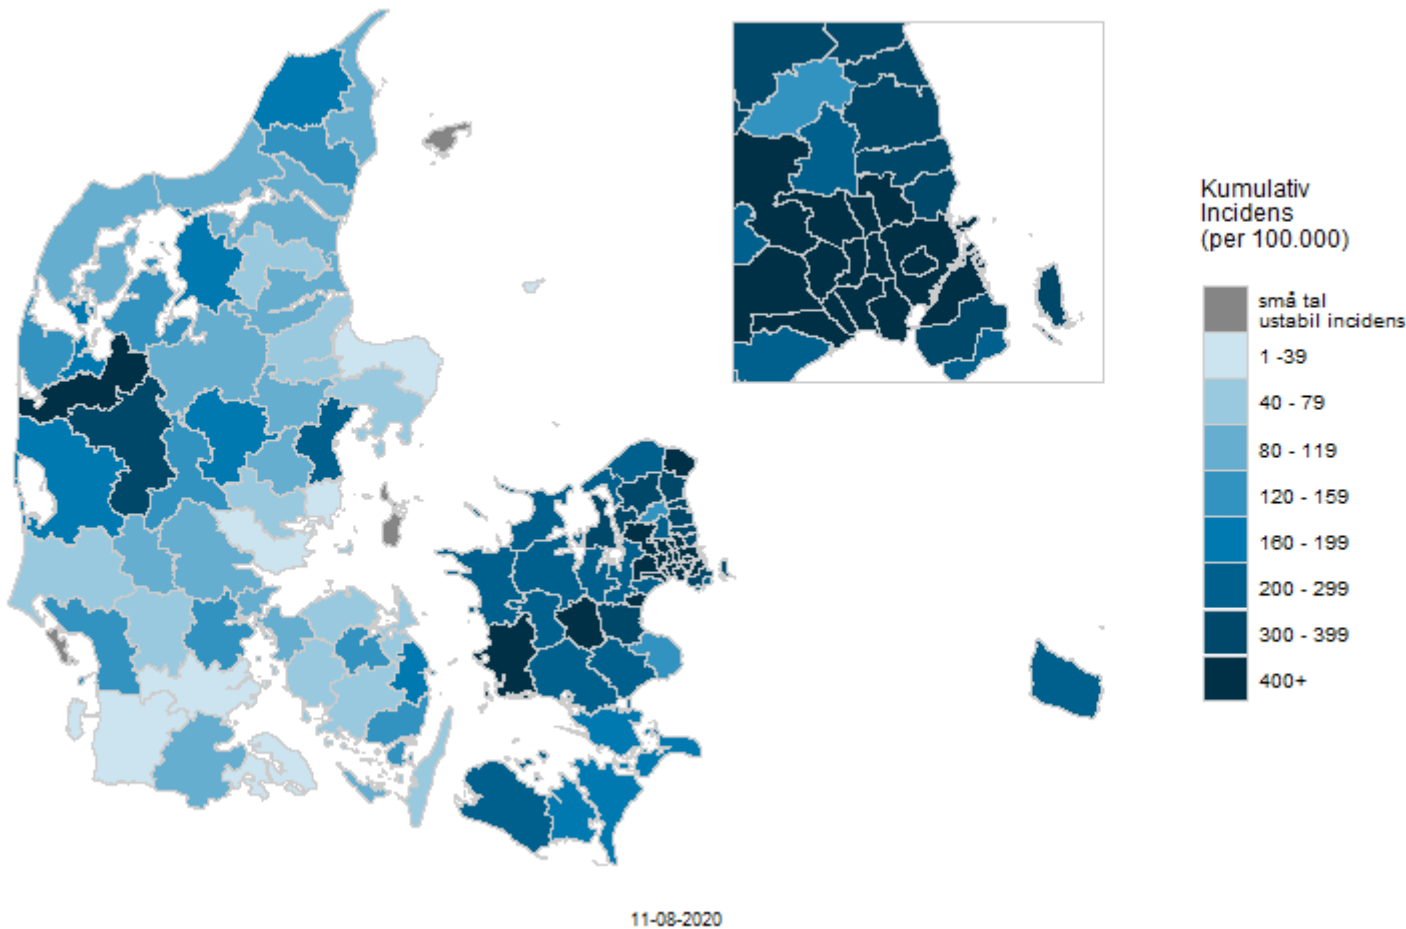 Kumulativ
Incidens
(per 100.000)
små tal
ustabil incidens
1 -39
40 - 79
80 - 119
120 - 159
160 - 199
200 - 299
300 - 399
400+
11-08-2020